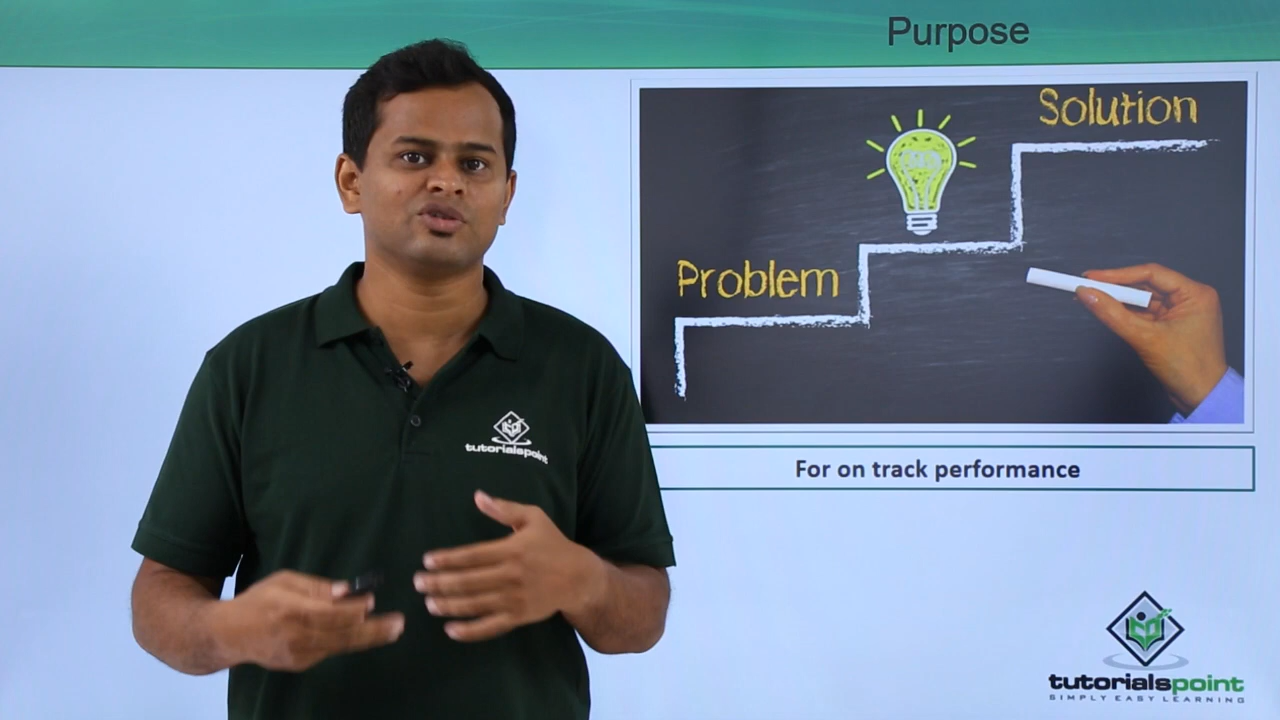 Purpose
Solution
Problem
For on track performance
tutorialspoint
tutorialspoint
SIMPLY EASY LEARNING